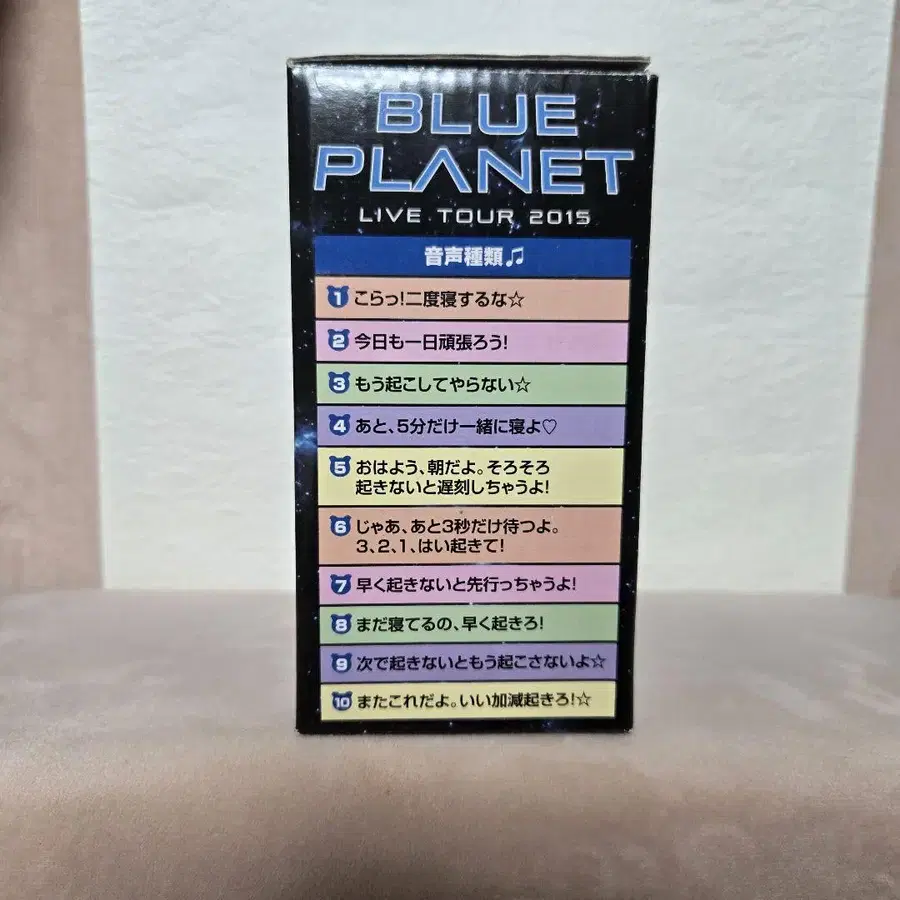 BLUE
PLANET
LIVE TOUR 2015
音声種類♫
1 こらっ!二度寝するな☆
2 今日も一日頑張ろう!
3 もう起こしてやらない☆
4 あと、5分だけ一緒に寝よ♡
5 おはよう、朝だよ。そろそろ
起きないと遅刻しちゃうよ!
6 じゃあ、あと3秒だけ待つよ。
3、2、1、はい起きて!
7 早く起きないと先行っちゃうよ!
8 まだ寝てるの、早く起きろ!
9 次で起きないともう起こさないよ☆
10 またこれだよ。いい加減起きろ!☆